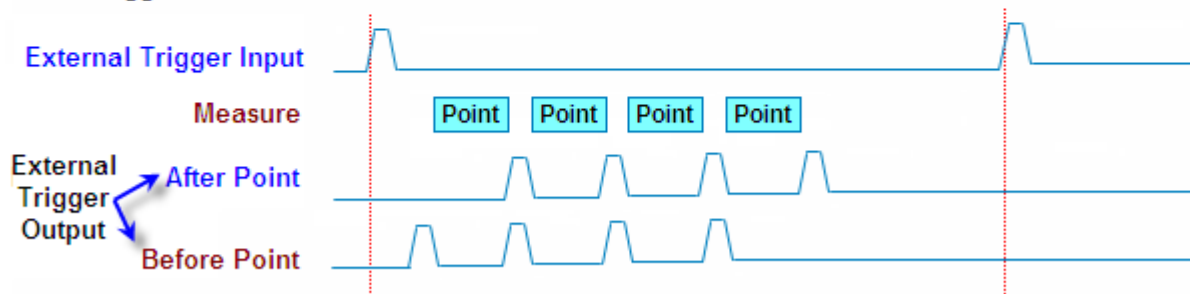 External Trigger Input
Measure
Point Point Point Point
External
Trigger
Output
After Point
Before Point